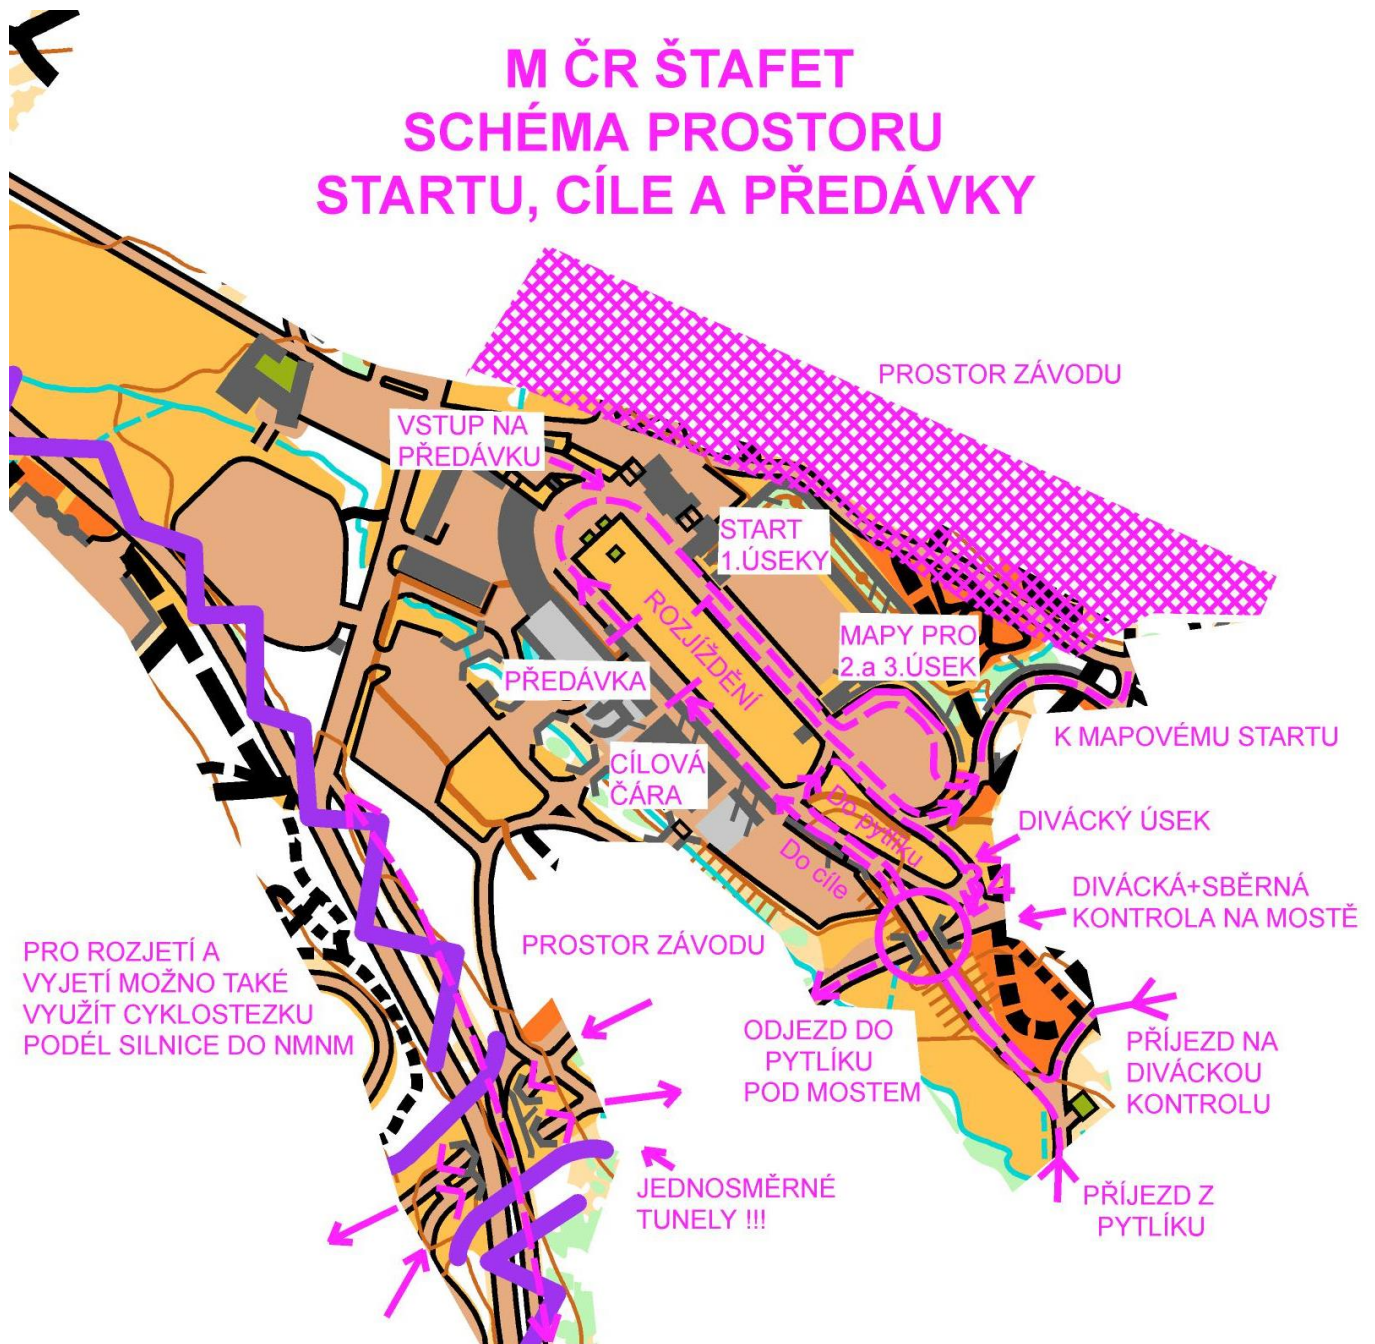 M ČR ŠTAFET
SCHÉMA PROSTORU
STARTU, CÍLE A PŘEDÁVKY
PROSTOR ZÁVODU
VSTUP NA
PŘEDÁVKU
START
1.ÚSEKY
ROZJÍŽDĚNÍ
MAPY PRO
2.a 3.ÚSEK
PŘEDÁVKA
K MAPOVÉMU STARTU
CÍLOVÁ
ČÁRA
Do pytlíku
DIVÁCKÝ ÚSEK
Do cíle
34
DIVÁCKÁ+SBĚRNÁ
KONTROLA NA MOSTĚ
PRO ROZJETÍ A
VYJETÍ MOŽNO TAKÉ
VYUŽÍT CYKLOSTEZKU
PODÉL SILNICE DO NMNM
PROSTOR ZÁVODU
ODJEZD DO
PYTLÍKU
POD MOSTEM
PŘÍJEZD NA
DIVÁCKOU
KONTROLU
JEDNOSMĚRNÉ
TUNELY !!!
PŘÍJEZD Z
PYTLÍKU